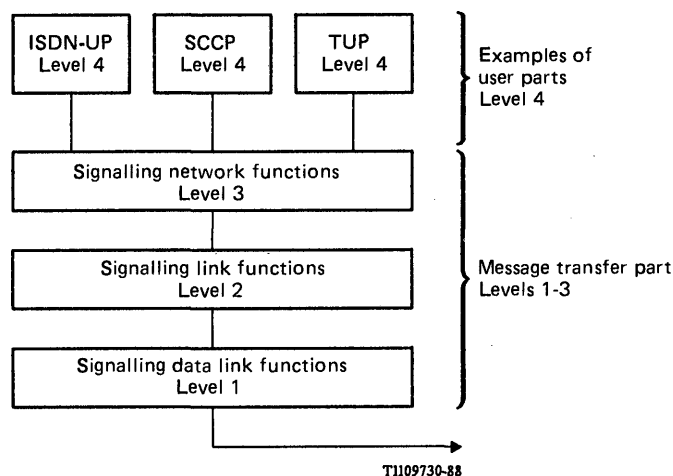 ISDN-UP
Level 4
SCCP
Level 4
TUP
Level 4
Examples of
user parts
Level 4
Signalling network functions
Level 3
Signalling link functions
Level 2
Message transfer part
Levels 1-3
Signalling data link functions
Level 1
T1109730-88